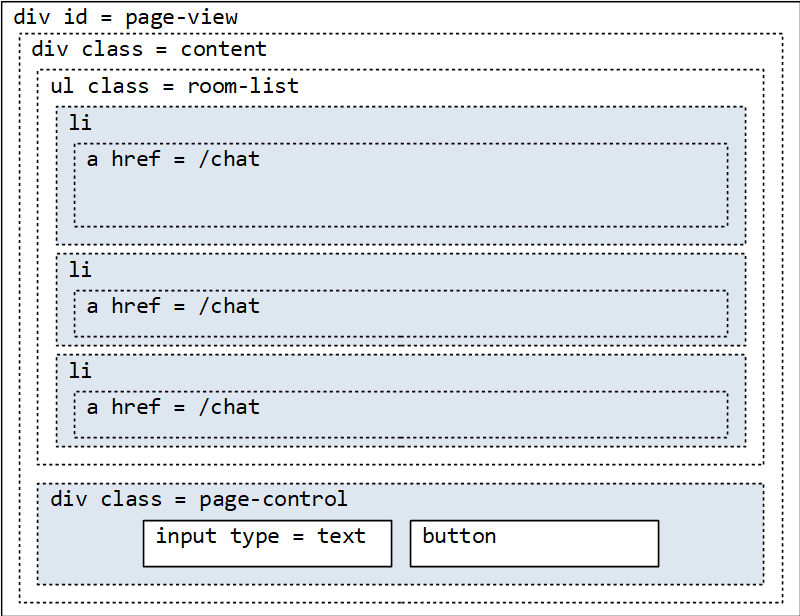 div id = page-view
div class = content
ul class = room-list
li
a href = /chat
li
a href = /chat
li
a href = /chat
div class = page-control
input type = text
button